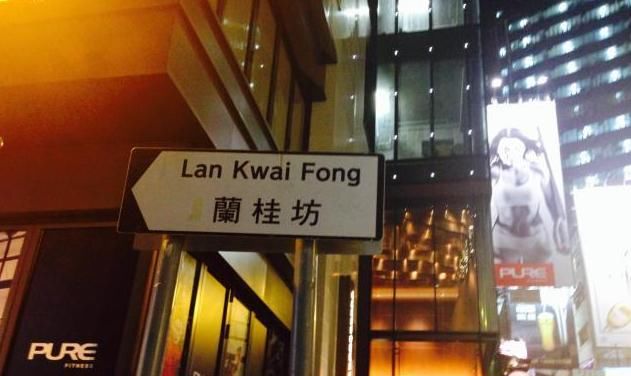 Lan Kwai Fong
蘭桂坊
PURE
PURE
FITNESS